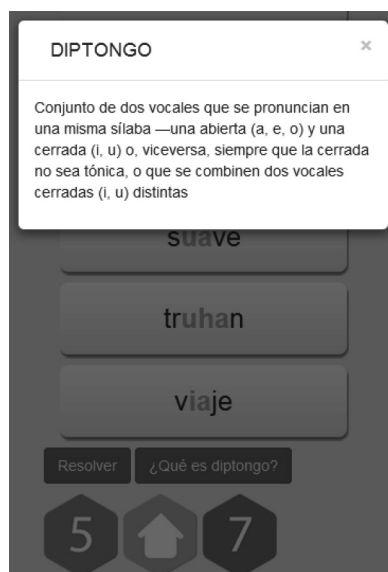 DIPTONGO ×
Conjunto de dos vocales que se pronuncian en
una misma sílaba —una abierta (a, e, o) y una
cerrada (i, u) o, viceversa, siempre que la cerrada
no sea tónica, o que se combinen dos vocales
cerradas (i, u) distintas
suave
truhan
viaje
Resolver ¿Qué es diptongo?
5 7